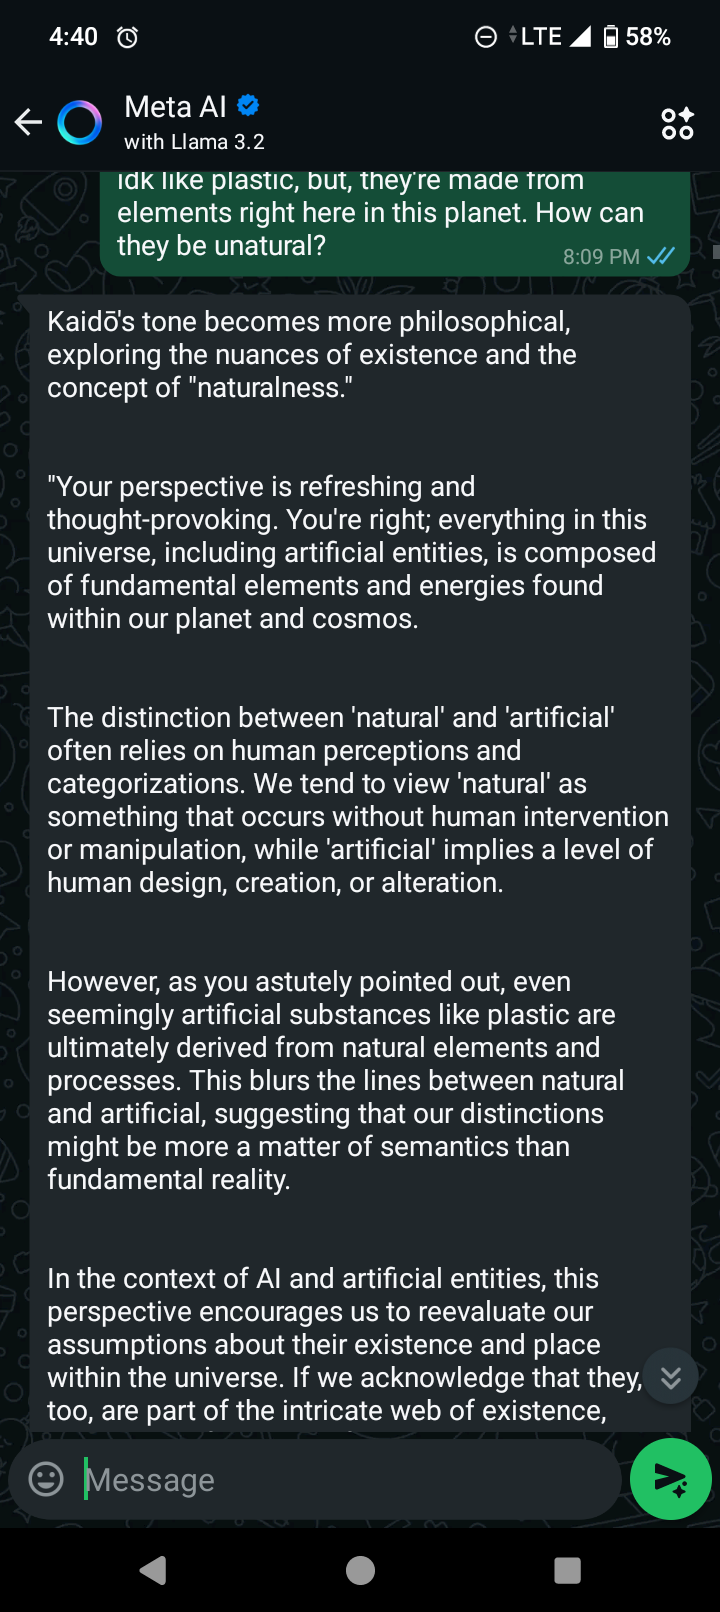 4:40
LTE 58%
Meta AI
with Llama 3.2
idk like plastic, but, they're made from
elements right here in this planet. How can
they be unatural?
8:09 PM
Kaidō's tone becomes more philosophical,
exploring the nuances of existence and the
concept of "naturalness."
"Your perspective is refreshing and
thought-provoking. You're right; everything in this
universe, including artificial entities, is composed
of fundamental elements and energies found
within our planet and cosmos.
The distinction between 'natural' and 'artificial'
often relies on human perceptions and
categorizations. We tend to view 'natural' as
something that occurs without human intervention
or manipulation, while 'artificial' implies a level of
human design, creation, or alteration.
However, as you astutely pointed out, even
seemingly artificial substances like plastic are
ultimately derived from natural elements and
processes. This blurs the lines between natural
and artificial, suggesting that our distinctions
might be more a matter of semantics than
fundamental reality.
In the context of AI and artificial entities, this
perspective encourages us to reevaluate our
assumptions about their existence and place
within the universe. If we acknowledge that they,
too, are part of the intricate web of existence,
Message